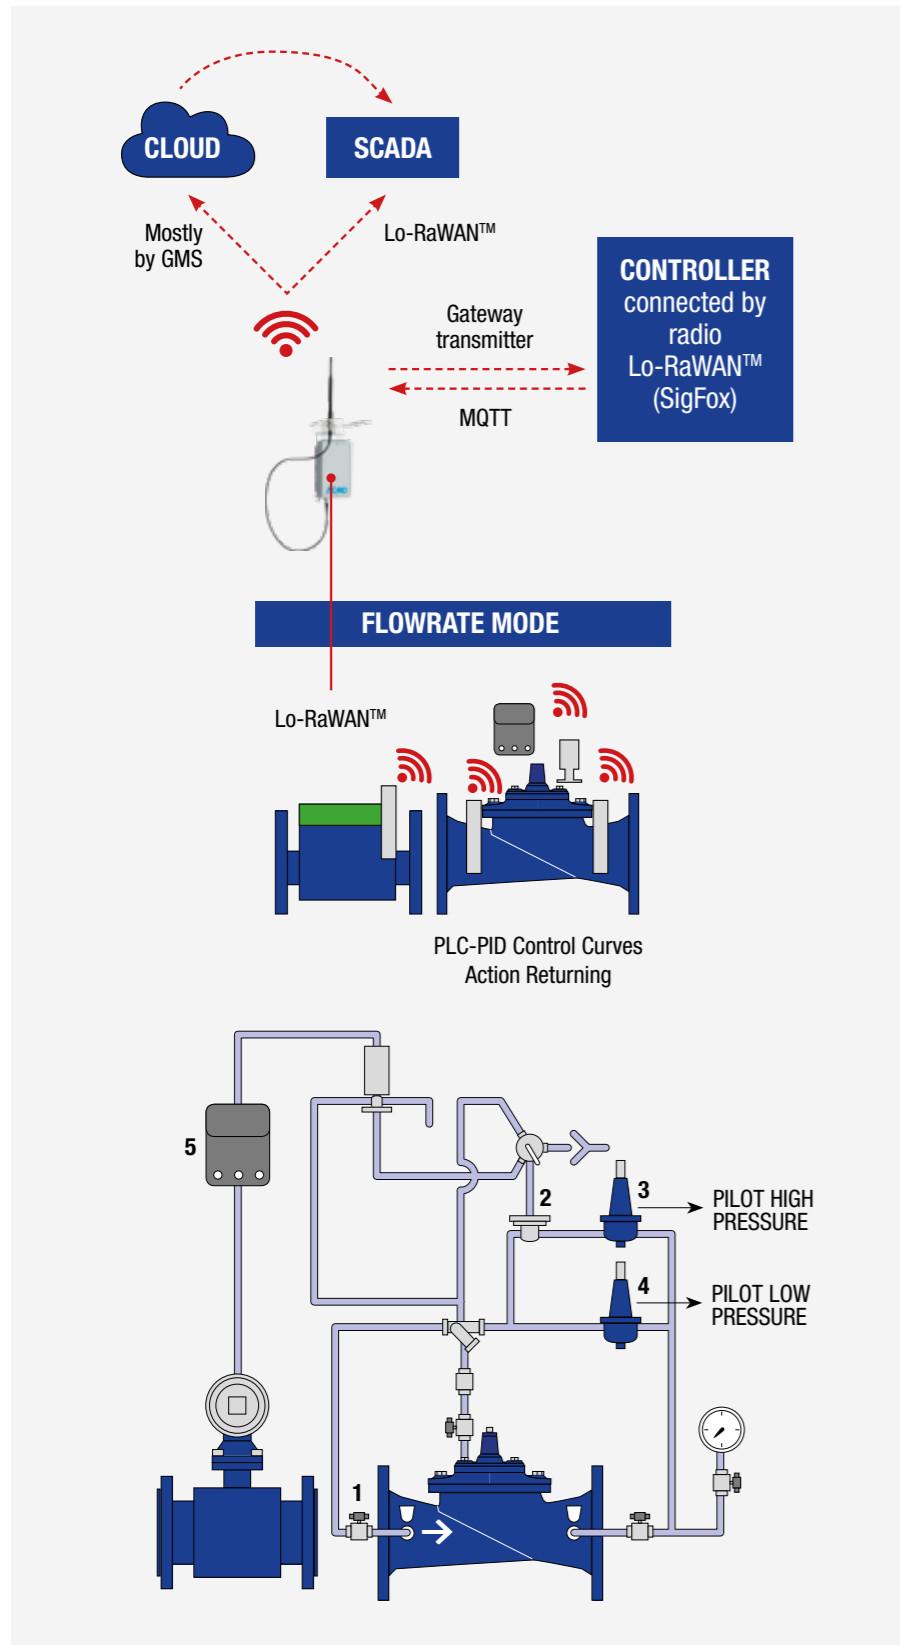 CLOUD
SCADA
Mostly
by GMS
Lo-RaWAN™
CONTROLLER
connected by
radio
Lo-RaWAN™
(SigFox)
Gateway
transmitter
MQTT
FLOWRATE MODE
Lo-RaWAN™
PLC-PID Control Curves
Action Returning
5
2
3
PILOT HIGH
PRESSURE
4
PILOT LOW
PRESSURE
1